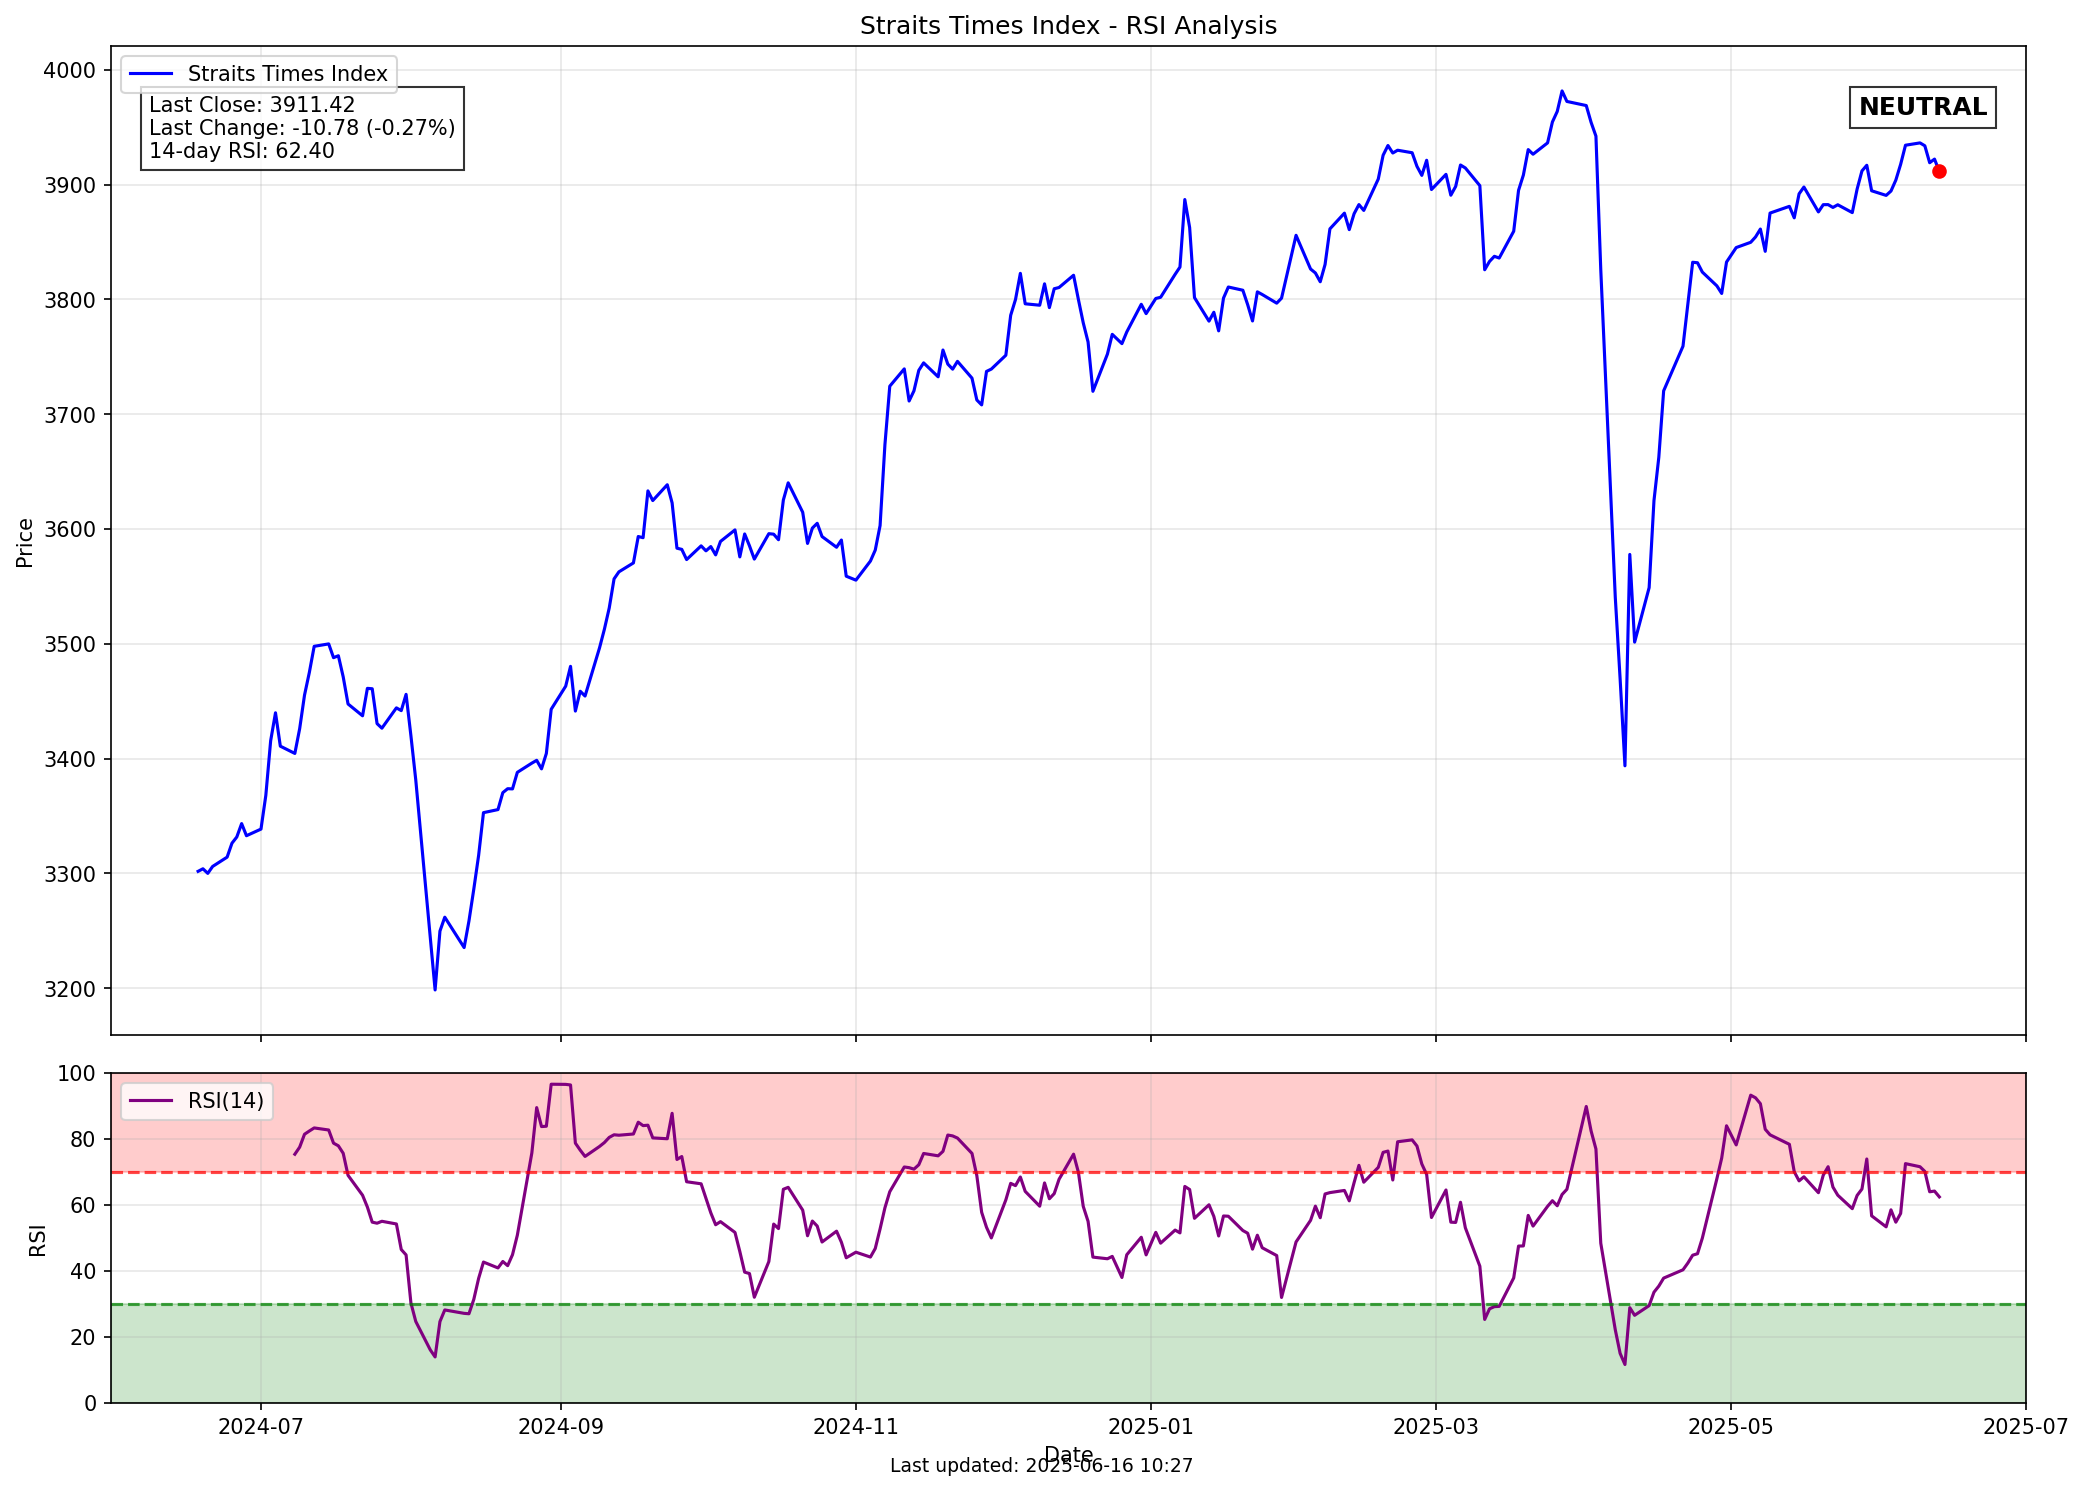 Straits Times Index - RSI Analysis
Straits Times Index
Last Close: 3911.42
Last Change: -10.78 (-0.27%)
14-day RSI: 62.40
NEUTRAL
4000
3900
3800
3700
3600
3500
3400
3300
3200
Price
RSI(14)
100
80
60
40
20
0
RSI
2024-07
2024-09
2024-11
2025-01
2025-03
2025-05
2025-07
Date
Last updated: 2025-06-16 10:27